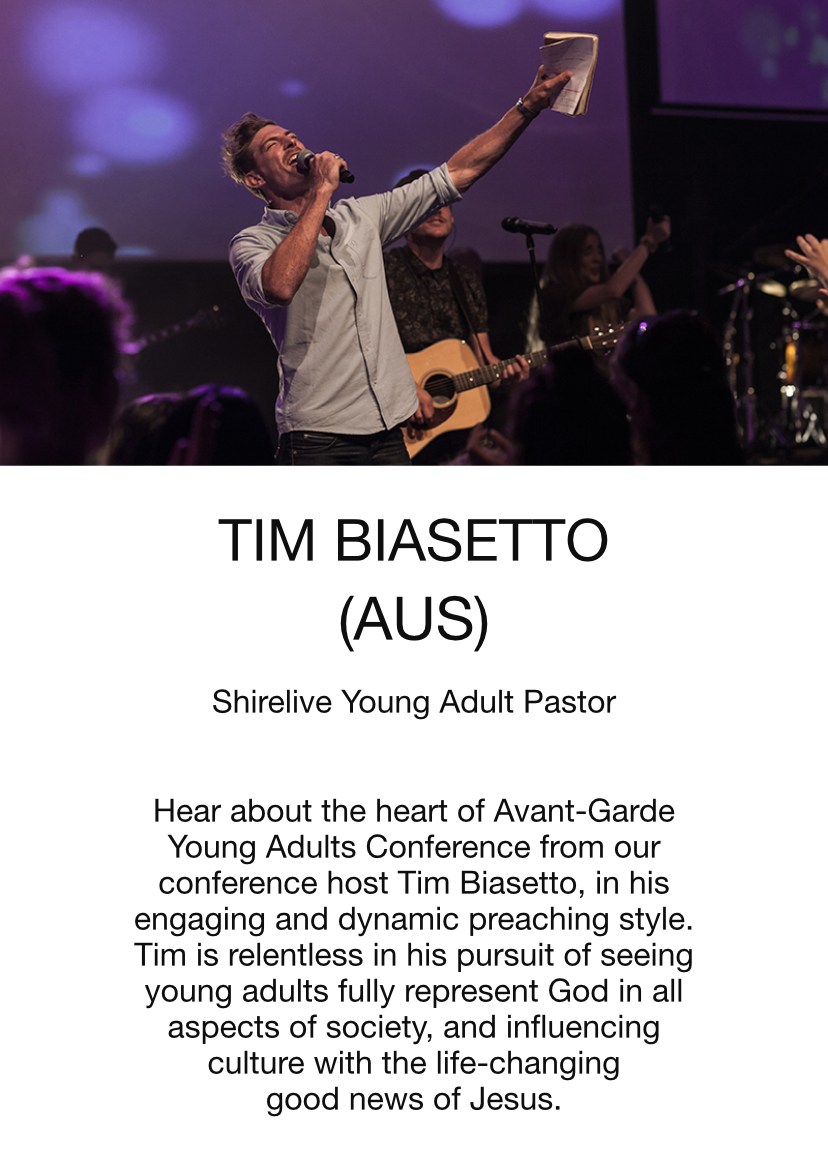 TIM BIASETTO
(AUS)
Shirelive Young Adult Pastor
Hear about the heart of Avant-Garde
Young Adults Conference from our
conference host Tim Biasetto, in his
engaging and dynamic preaching style.
Tim is relentless in his pursuit of seeing
young adults fully represent God in all
aspects of society, and influencing
culture with the life-changing
good news of Jesus.